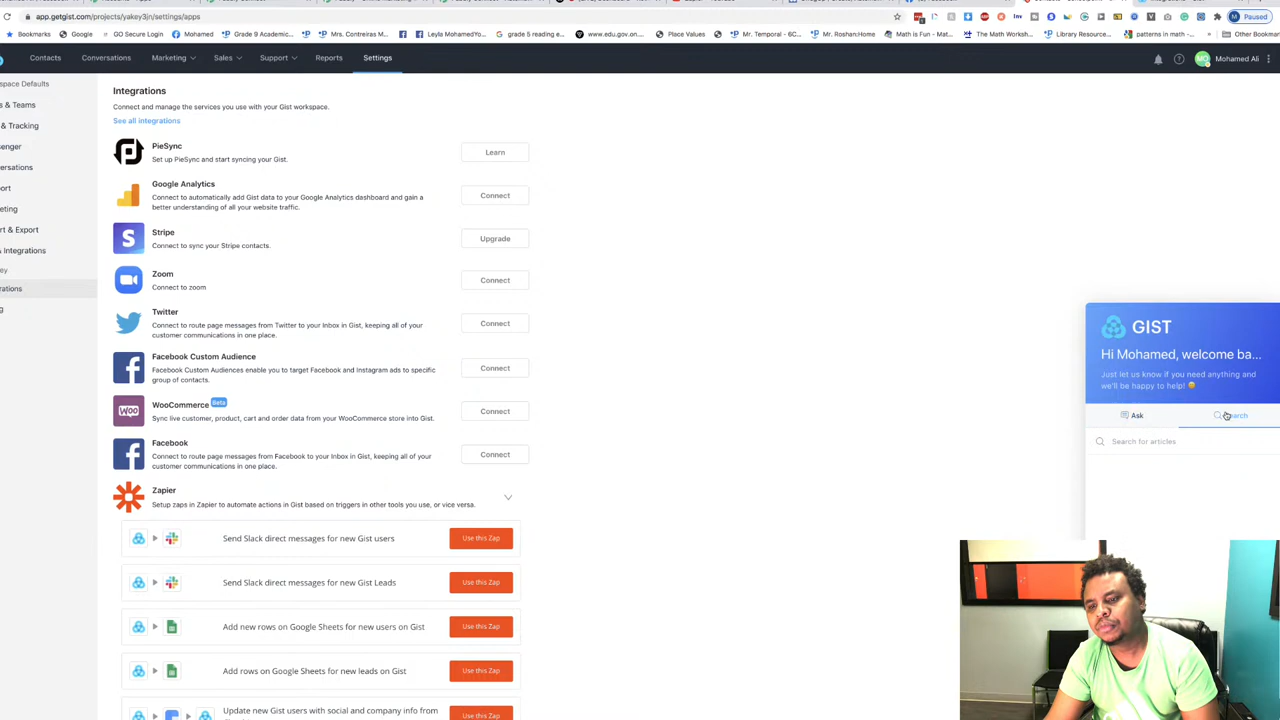 app.getgist.com/projects/yakey3jn/settings/apps
Paused
Bookmarks
Google
GO Secure Login
Mohamed
Grade 9 Academic...
Mrs. Contreiras M...
Leyla MohamedYo...
grade 5 reading e...
www.edu.gov.on....
Place Values
Mr. Temporal - 6C...
Mr. Roshan:Home
Math is Fun - Mat...
The Math Worksh...
Library Resource...
patterns in math -...
Other Bookmar
Contacts
Conversations
Marketing
Sales
Support
Reports
Settings
Mohamed Ali
space Defaults
s & Teams
& Tracking
senger
ersations
ort
eting
rt & Export
& Integrations
ey
rations
g
Integrations
Connect and manage the services you use with your Gist workspace.
See all integrations
PieSync
Set up PieSync and start syncing your Gist.
Learn
Google Analytics
Connect to automatically add Gist data to your Google Analytics dashboard and gain a
better understanding of all your website traffic.
Connect
Stripe
Connect to sync your Stripe contacts.
Upgrade
Zoom
Connect to zoom
Connect
Twitter
Connect to route page messages from Twitter to your Inbox in Gist, keeping all of your
customer communications in one place.
Connect
Facebook Custom Audience
Facebook Custom Audiences enable you to target Facebook and Instagram ads to specific
group of contacts.
Connect
WooCommerce Beta
Sync live customer, product, cart and order data from your WooCommerce store into Gist.
Connect
Facebook
Connect to route page messages from Facebook to your Inbox in Gist, keeping all of your
customer communications in one place.
Connect
Zapier
Setup zaps in Zapier to automate actions in Gist based on triggers in other tools you use, or vice versa.
Send Slack direct messages for new Gist users
Use this Zap
Send Slack direct messages for new Gist Leads
Use this Zap
Add new rows on Google Sheets for new users on Gist
Use this Zap
Add rows on Google Sheets for new leads on Gist
Use this Zap
Update new Gist users with social and company info from
Use this Zap
GIST
Hi Mohamed, welcome ba...
Just let us know if you need anything and
we'll be happy to help!
Ask
Search for articles